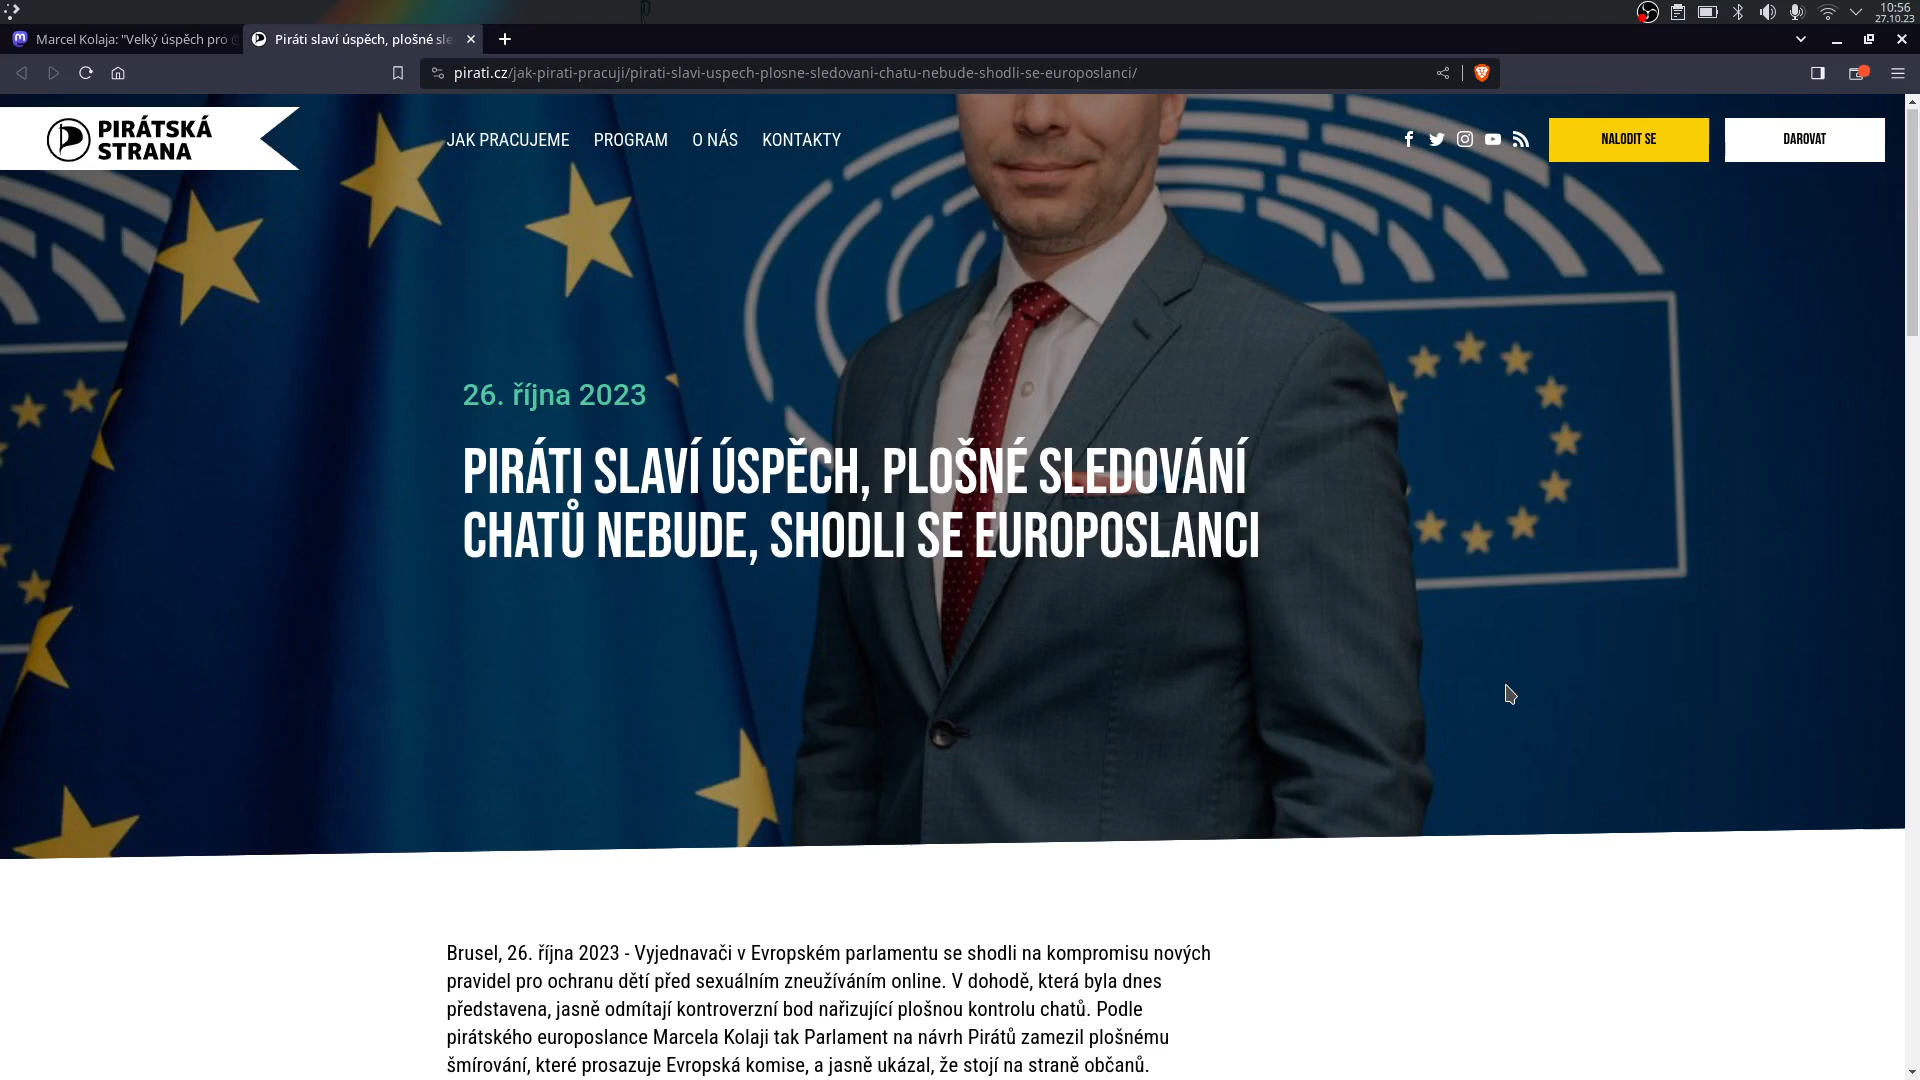 10:56
27.10.23
Marcel Kolaja: "Velký úspěch pro
Piráti slaví úspěch, plošné sle
pirati.cz/jak-pirati-pracuji/pirati-slavi-uspech-plosne-sledovani-chatu-nebude-shodli-se-europoslanci/
PIRÁTSKÁ
STRANA
JAK PRACUJEME PROGRAM O NÁS KONTAKTY
NALODIT SE
DAROVAT
26. října 2023
PIRÁTI SLAVÍ ÚSPĚCH, PLOŠNÉ SLEDOVÁNÍ
CHATŮ NEBUDE, SHODLI SE EUROPOSLANCI
Brusel, 26. října 2023 - Vyjednavači v Evropském parlamentu se shodli na kompromisu nových
pravidel pro ochranu dětí před sexuálním zneužíváním online. V dohodě, která byla dnes
představena, jasně odmítají kontroverzní bod nařizující plošnou kontrolu chatů. Podle
pirátského europoslance Marcela Kolaji tak Parlament na návrh Pirátů zamezil plošnému
šmírování, které prosazuje Evropská komise, a jasně ukázal, že stojí na straně občanů.